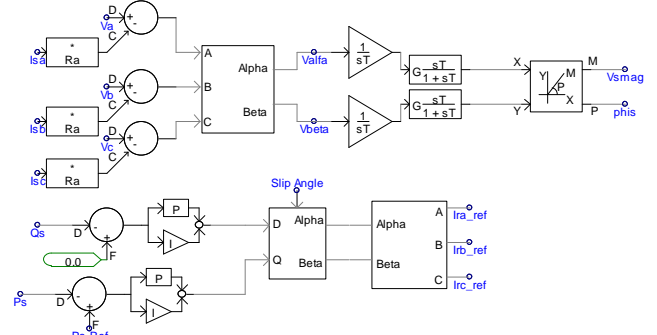 D
Va
+
-
C
Isa
*
Ra
D
Vb
+
-
C
Isb
*
Ra
D
Vc
+
-
C
Isc
*
Ra
A
B
C
Alpha
Beta
Valfa
Vbeta
1
sT
1
sT
G sT
1 + sT
G sT
1 + sT
X
Y
Y M
P
X
M
P
Vsmag
phis
Slip Angle
Qs
D
-
+
F
0.0
P
I
D
Q
Alpha
Beta
Alpha
Beta
A
B
C
Ira_ref
Irb_ref
Irc_ref
Ps
D
-
+
F
P
I